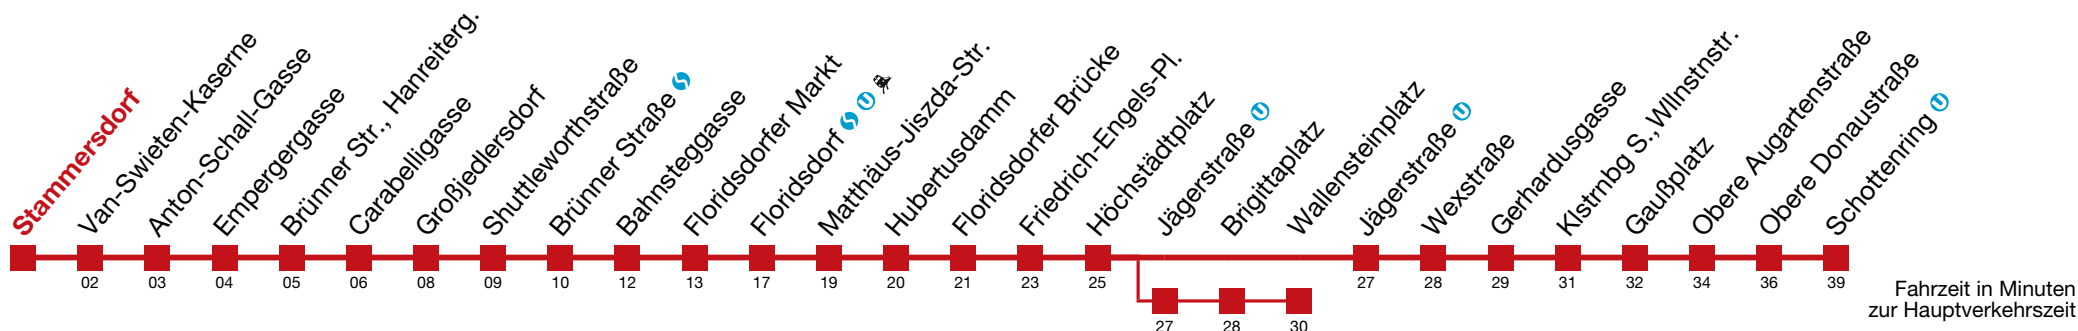 Stammersdorf
Van-Swieten-Kaserne
Anton-Schall-Gasse
Empergergasse
Brünner Str., Hanreiterg.
Carabelligasse
Großjedlersdorf
Shuttleworthstraße
Brünner Straße S
Bahnsteggasse
Floridsdorfer Markt
Floridsdorf S U
Matthäus-Jiszda-Str.
Hubertusdamm
Floridsdorfer Brücke
Friedrich-Engels-Pl.
Höchstädtplatz
Jägerstraße U
Brigittaplatz
Wallensteinplatz
Jägerstraße U
Wexstraße
Gerhardusgasse
Klstrnbg S., Wllnstnstr.
Gaußplatz
Obere Augartenstraße
Obere Donaustraße
Schottenring U
02 03 04 05 06 08 09 10 12 13 17 19 20 21 23 25 27 28 29 31 32 34 36 39
27 28 30
Fahrzeit in Minuten
zur Hauptverkehrszeit